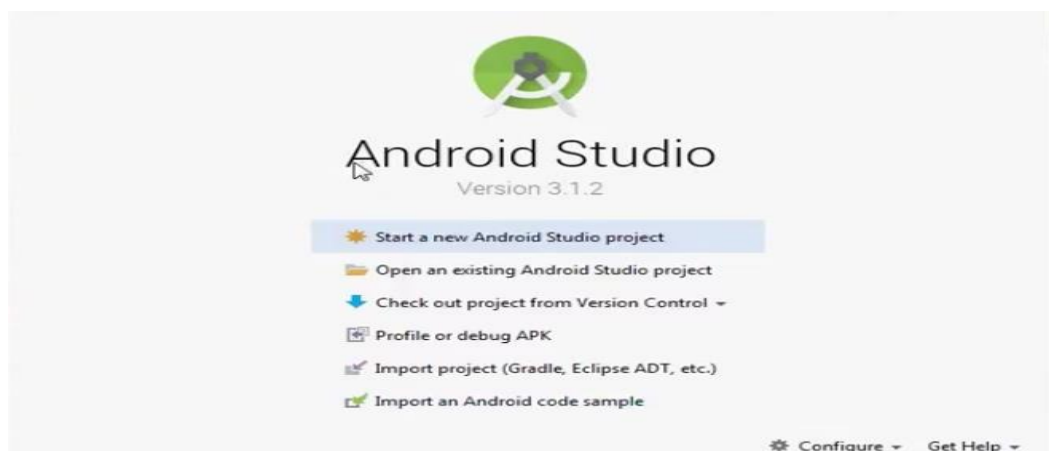 Android Studio
Version 3.1.2
Start a new Android Studio project
Open an existing Android Studio project
Check out project from Version Control
Profile or debug APK
Import project (Gradle, Eclipse ADT, etc.)
Import an Android code sample
Configure Get Help